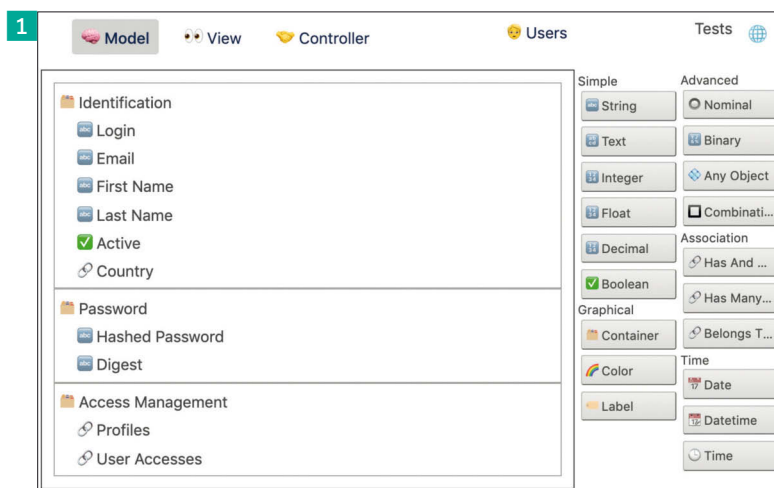 1
Model View Controller Users Tests
Identification
Login
Email
First Name
Last Name
Active
Country
Password
Hashed Password
Digest
Access Management
Profiles
User Accesses
Simple
String
Text
Integer
Float
Decimal
Boolean
Graphical
Container
Color
Label
Advanced
Nominal
Binary
Any Object
Combinati...
Association
Has And ...
Has Many...
Belongs T...
Time
Date
Datetime
Time